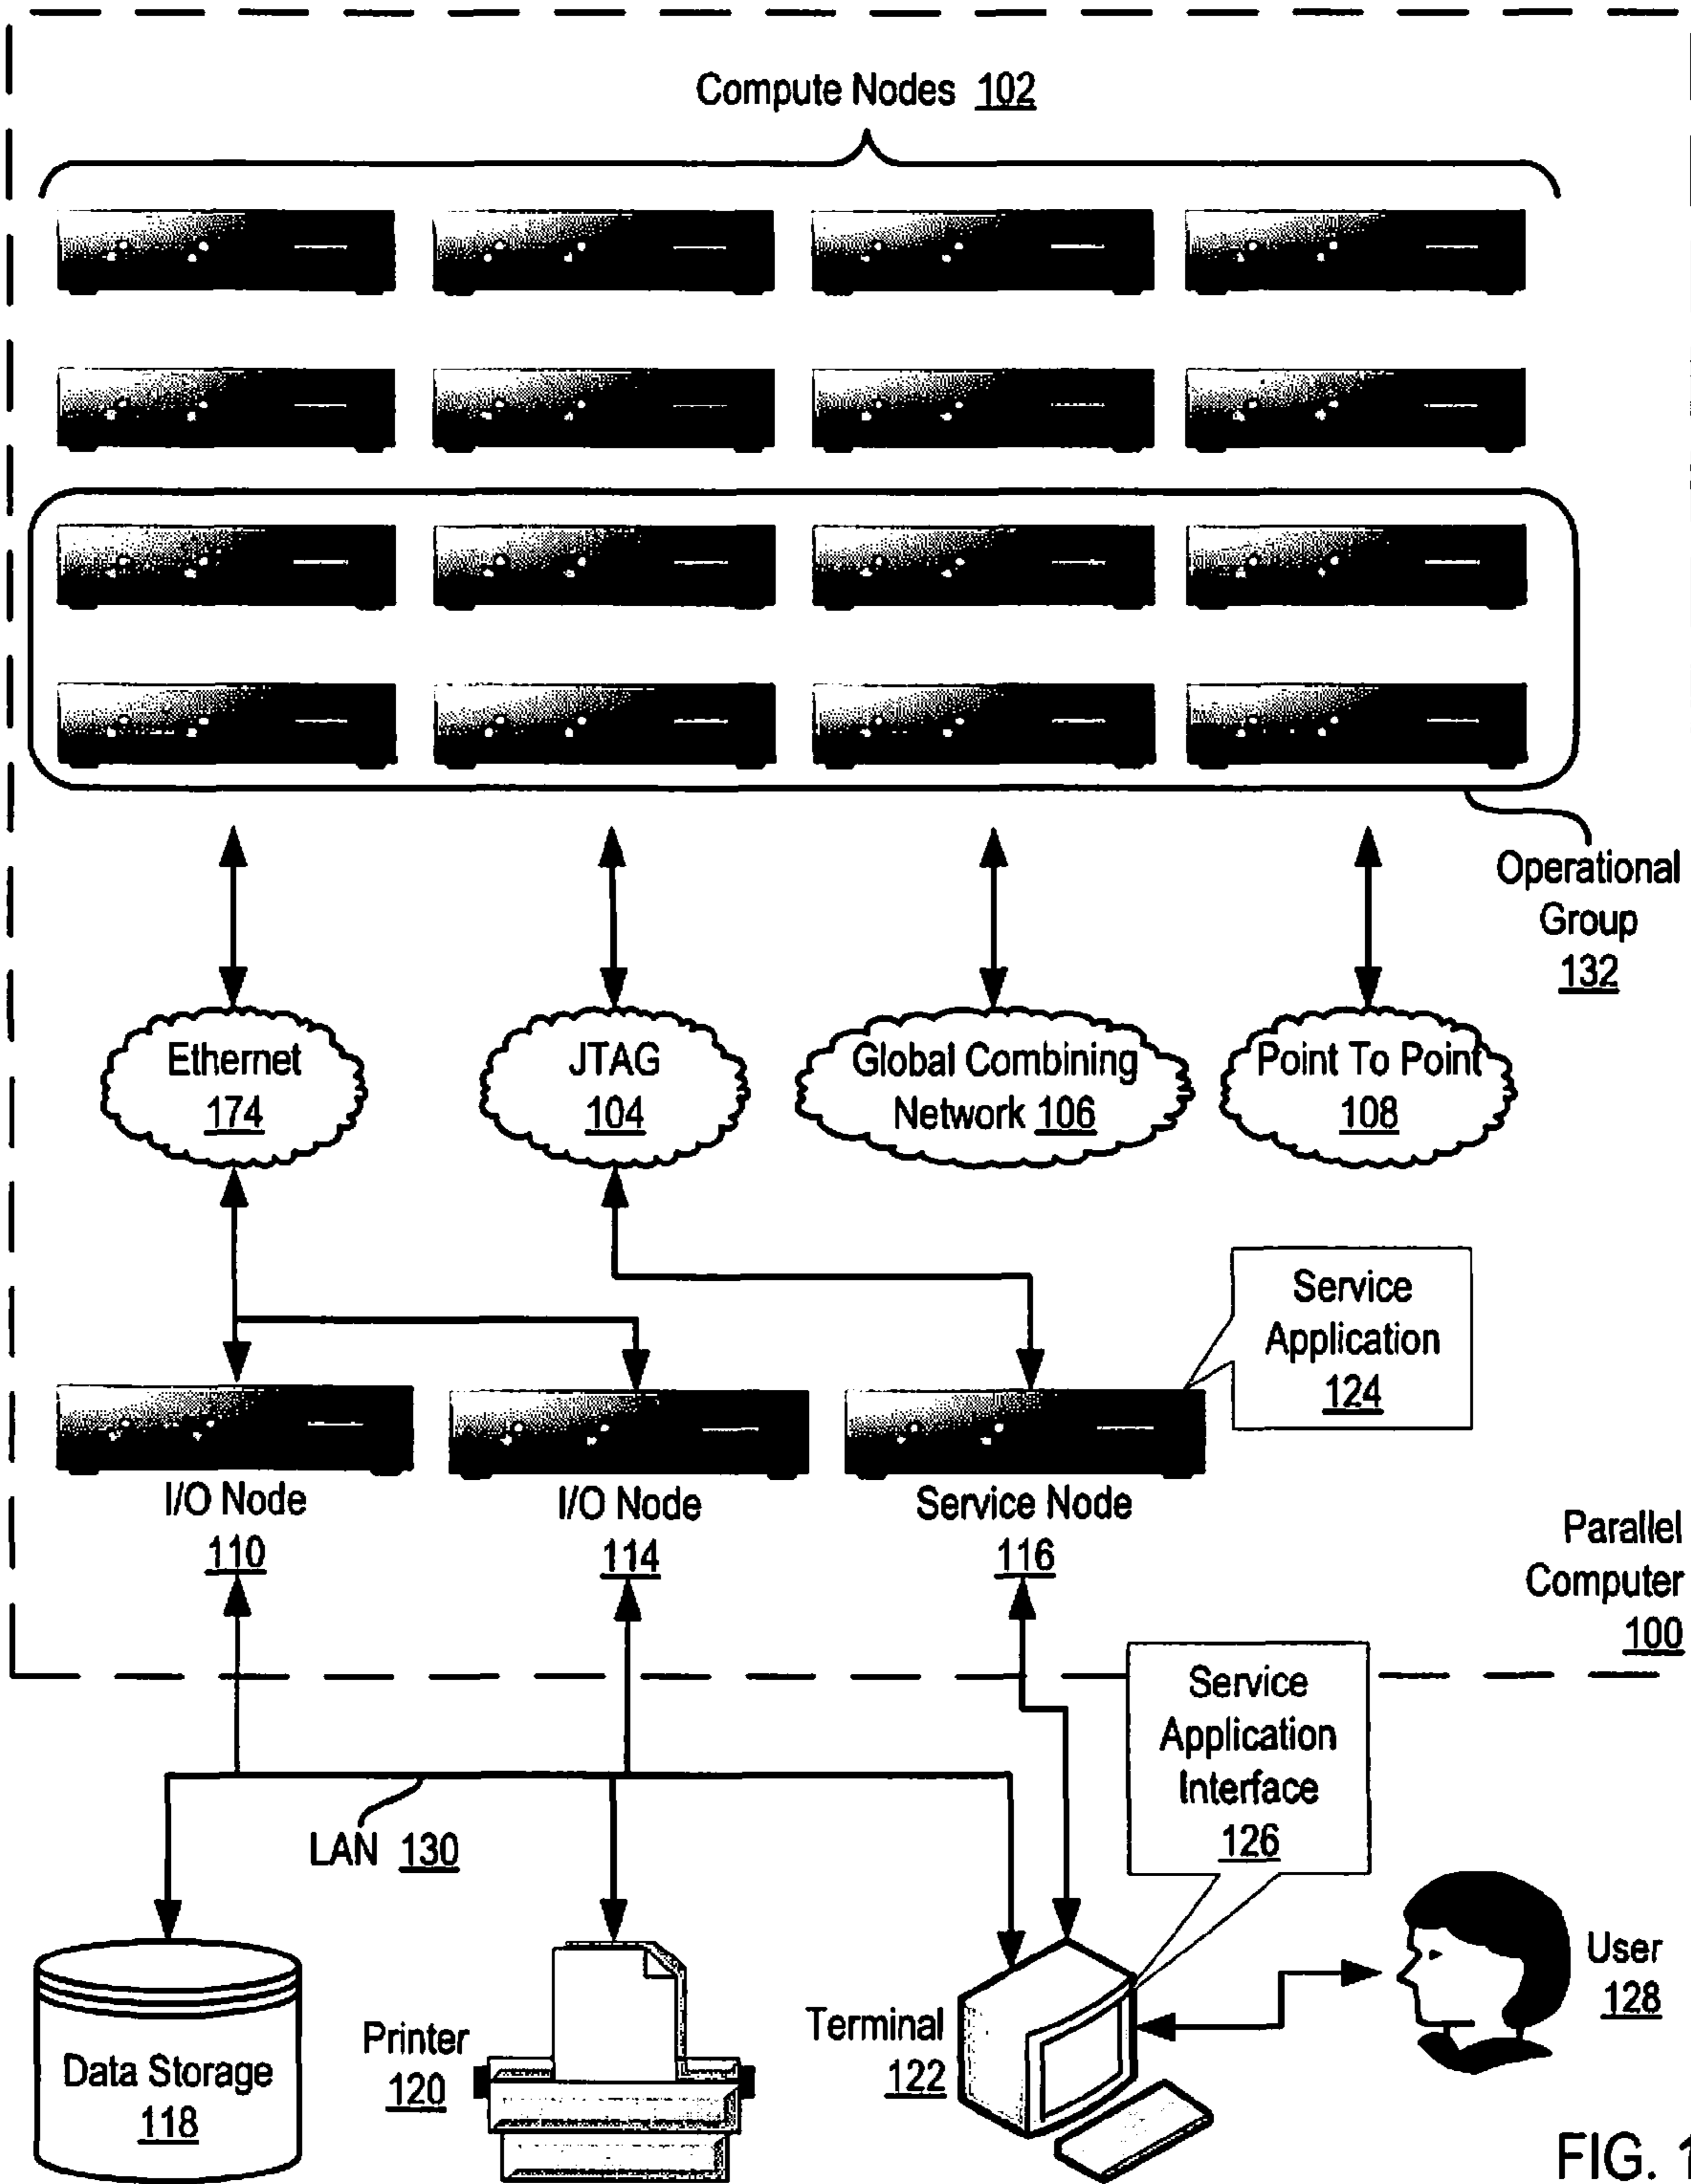 Compute Nodes 102
Operational
Group
132
Ethernet
174
JTAG
104
Global Combining
Network 106
Point To Point
108
Service
Application
124
I/O Node
110
I/O Node
114
Service Node
116
Parallel
Computer
100
Service
Application
Interface
126
LAN 130
Data Storage
118
Printer
120
Terminal
122
User
128
FIG. 1